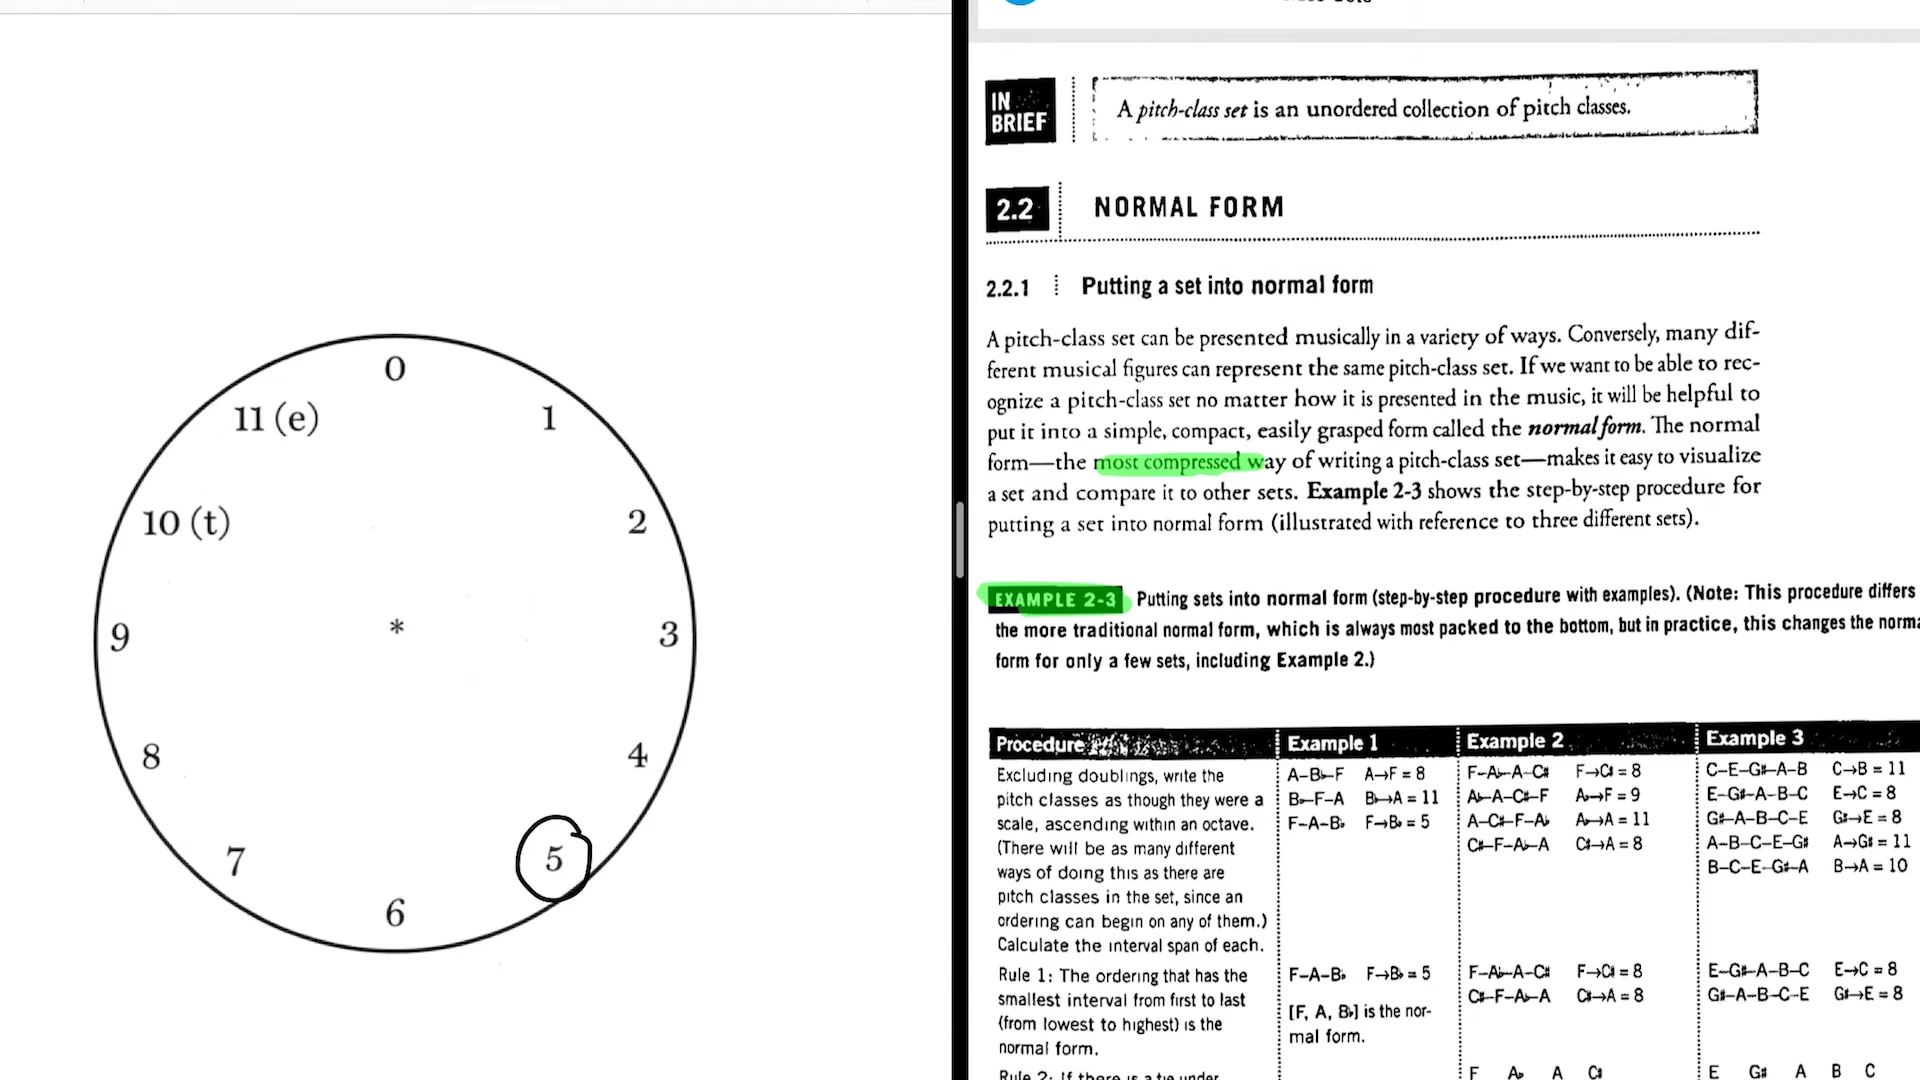 0
11 (e)
1
10 (t)
2
9
*
3
8
4
7
5
6
IN
BRIEF
A pitch-class set is an unordered collection of pitch classes.
2.2
NORMAL FORM
2.2.1 Putting a set into normal form
A pitch-class set can be presented musically in a variety of ways. Conversely, many dif-
ferent musical figures can represent the same pitch-class set. If we want to be able to rec-
ognize a pitch-class set no matter how it is presented in the music, it will be helpful to
put it into a simple, compact, easily grasped form called the normal form. The normal
form—the most compressed way of writing a pitch-class set—makes it easy to visualize
a set and compare it to other sets. Example 2-3 shows the step-by-step procedure for
putting a set into normal form (illustrated with reference to three different sets).
EXAMPLE 2-3 Putting sets into normal form (step-by-step procedure with examples). (Note: This procedure differs
the more traditional normal form, which is always most packed to the bottom, but in practice, this changes the
form for only a few sets, including Example 2.)
Procedure
Excluding doublings, write the
pitch classes as though they were a
scale, ascending within an octave.
(There will be as many different
ways of doing this as there are
pitch classes in the set, since an
ordering can begin on any of them.)
Calculate the interval span of each.
Rule 1: The ordering that has the
smallest interval from first to last
(from lowest to highest) is the
normal form.
Rule 2: If there is a tie under
Example 1
A–B♭–F A→F = 8
B♭–F–A B♭→A = 11
F–A–B♭ F→B♭ = 5
F–A–B♭ F→B♭ = 5
[F, A, B♭] is the nor-
mal form.
Example 2
F–A♭–A–C♯ F→C♯ = 8
A♭–A–C♯–F A♭→F = 9
A–C♯–F–A♭ A→A♭ = 11
C♯–F–A♭–A C♯→A = 8
F–A♭–A–C♯ F→C♯ = 8
C♯–F–A♭–A C♯→A = 8
F A♭ A C♯
Example 3
C–E–G♯–A–B C→B = 11
E–G♯–A–B–C E→C = 8
G♯–A–B–C–E G♯→E = 8
A–B–C–E–G♯ A→G♯ = 11
B–C–E–G♯–A B→A = 10
E–G♯–A–B–C E→C = 8
G♯–A–B–C–E G♯→E = 8
E G♯ A B C